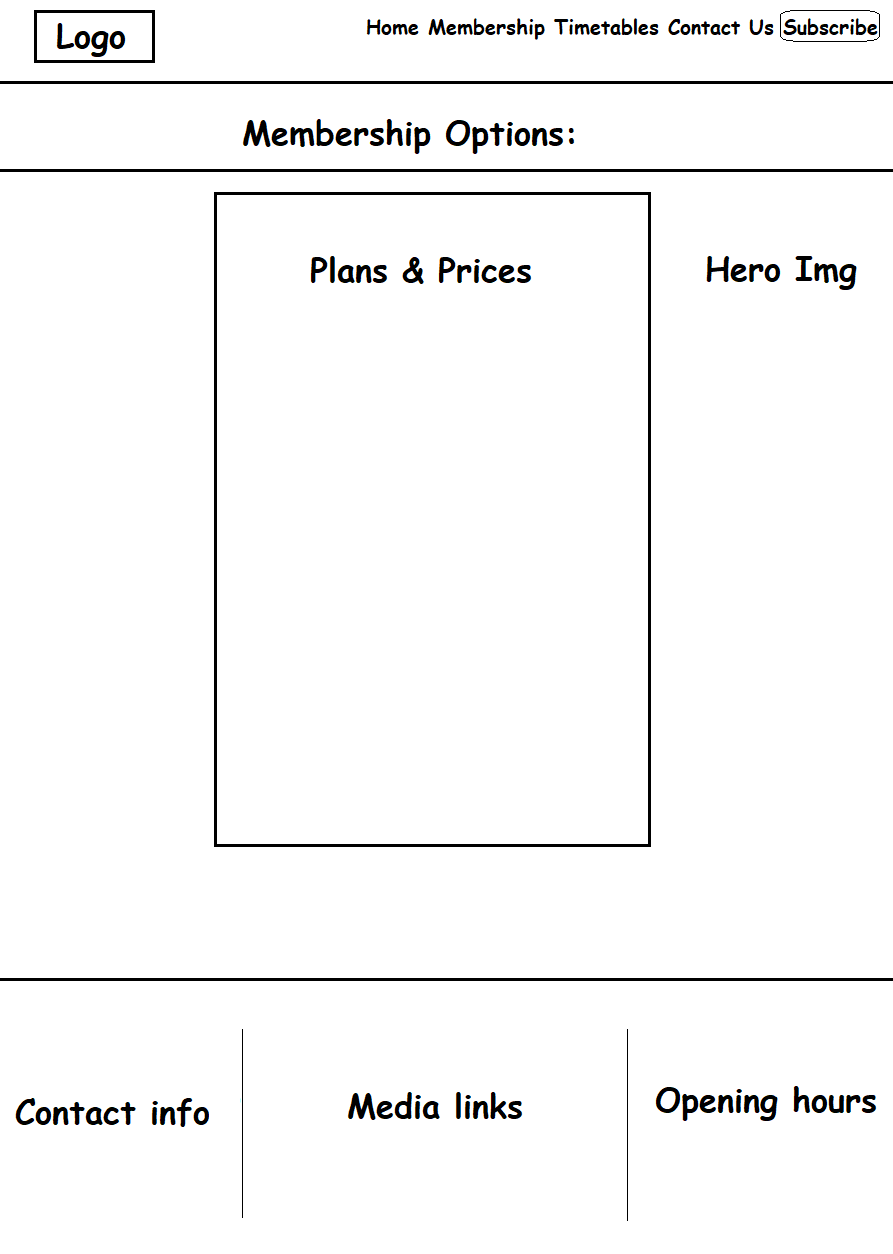 Logo
Home Membership Timetables Contact Us Subscribe
Membership Options:
Plans & Prices
Hero Img
Contact info
Media links
Opening hours